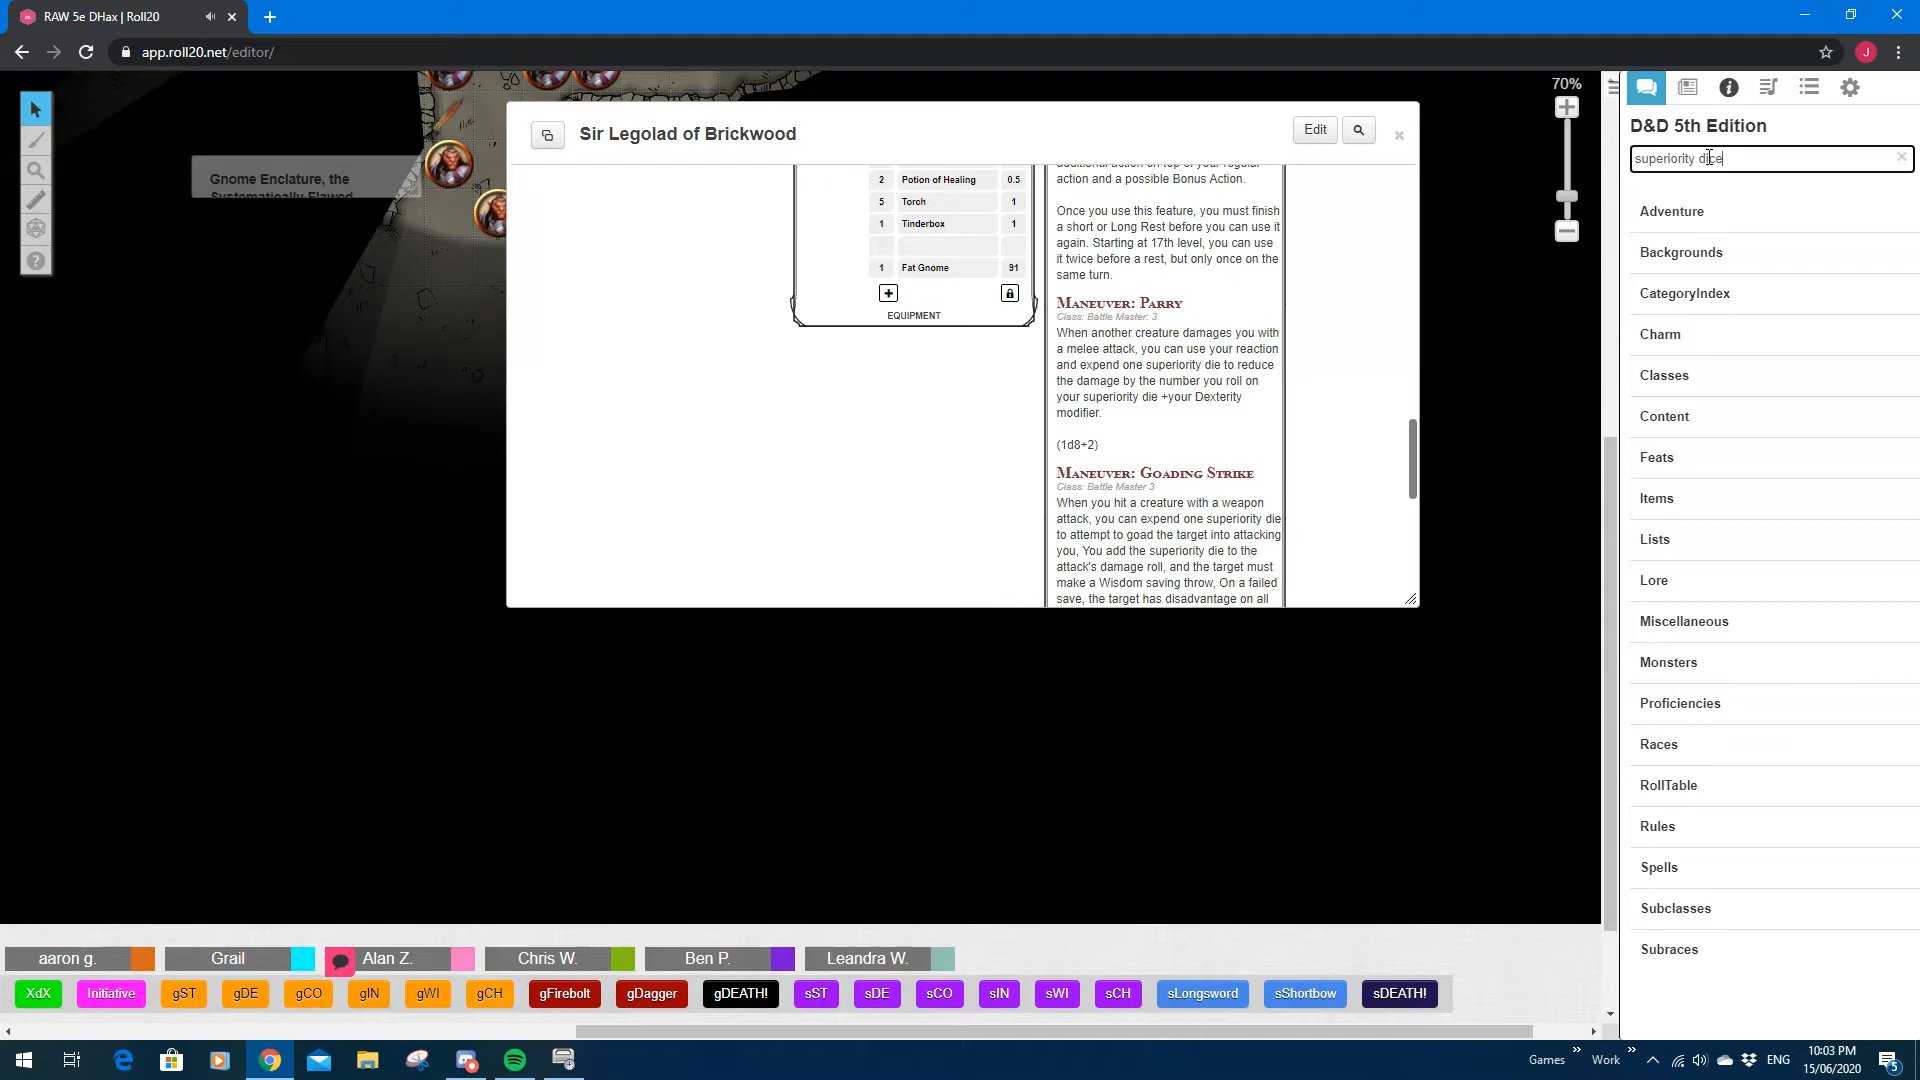 RAW 5e DHax | Roll20
app.roll20.net/editor/
J
70%
Gnome Enclature, the
Systematically Flawed
Sir Legolad of Brickwood
Edit
2 Potion of Healing 0.5
5 Torch 1
1 Tinderbox 1
1 Fat Gnome 91
EQUIPMENT
additional action on top of your regular
action and a possible Bonus Action.
Once you use this feature, you must finish
a short or Long Rest before you can use it
again. Starting at 17th level, you can use
it twice before a rest, but only once on the
same turn.
Maneuver: Parry
Class: Battle Master: 3
When another creature damages you with
a melee attack, you can use your reaction
and expend one superiority die to reduce
the damage by the number you roll on
your superiority die +your Dexterity
modifier.
(1d8+2)
Maneuver: Goading Strike
Class: Battle Master 3
When you hit a creature with a weapon
attack, you can expend one superiority die
to attempt to goad the target into attacking
you, You add the superiority die to the
attack's damage roll, and the target must
make a Wisdom saving throw, On a failed
save, the target has disadvantage on all
D&D 5th Edition
superiority dice
Adventure
Backgrounds
CategoryIndex
Charm
Classes
Content
Feats
Items
Lists
Lore
Miscellaneous
Monsters
Proficiencies
Races
RollTable
Rules
Spells
Subclasses
Subraces
aaron g. Grail Alan Z. Chris W. Ben P. Leandra W.
XdX Initiative gST gDE gCO gIN gWI gCH gFirebolt gDagger gDEATH! sST sDE sCO sIN sWI sCH sLongsword sShortbow sDEATH!
Games » Work » ENG
10:03 PM
15/06/2020
5